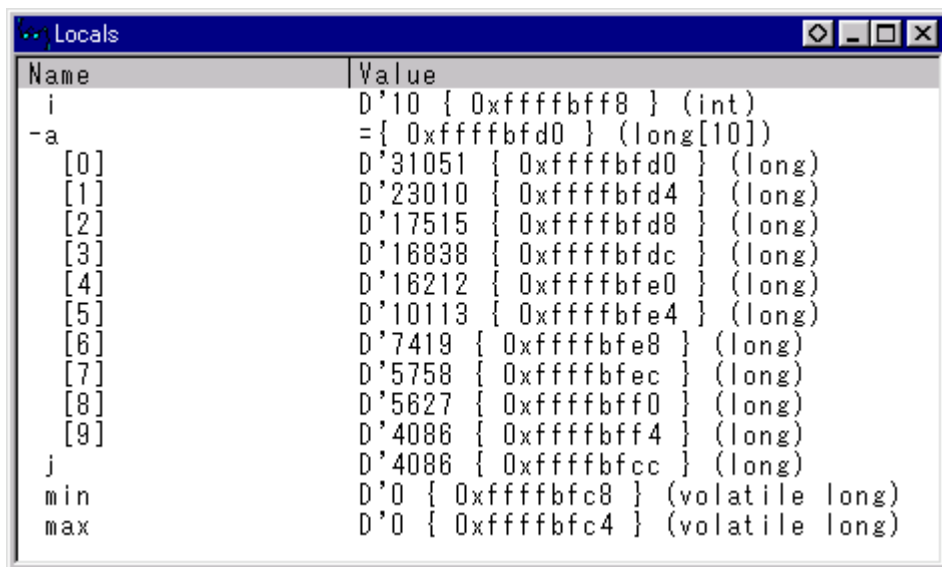 Locals
Name Value
i D'10 { 0xffffbff8 } (int)
-a ={ 0xffffbfd0 } (long[10])
[0] D'31051 { 0xffffbfd0 } (long)
[1] D'23010 { 0xffffbfd4 } (long)
[2] D'17515 { 0xffffbfd8 } (long)
[3] D'16838 { 0xffffbfdc } (long)
[4] D'16212 { 0xffffbfe0 } (long)
[5] D'10113 { 0xffffbfe4 } (long)
[6] D'7419 { 0xffffbfe8 } (long)
[7] D'5758 { 0xffffbfec } (long)
[8] D'5627 { 0xffffbff0 } (long)
[9] D'4086 { 0xffffbff4 } (long)
j D'4086 { 0xffffbfcc } (long)
min D'0 { 0xffffbfc8 } (volatile long)
max D'0 { 0xffffbfc4 } (volatile long)